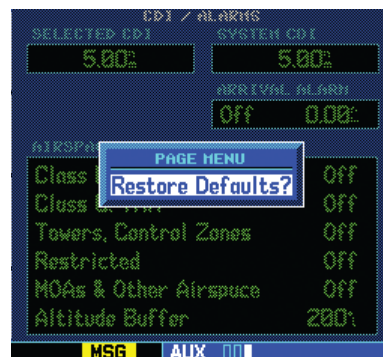 CDI / ALARMS
SELECTED CDI SYSTEM CDI
5.00 5.00
ARRIVAL ALARM
Off 0.00
PAGE MENU
Restore Defaults?
Class Off
Class Off
Towers, Control Zones Off
Restricted Off
MOAs & Other Airspace Off
Altitude Buffer 200
MSG AUX